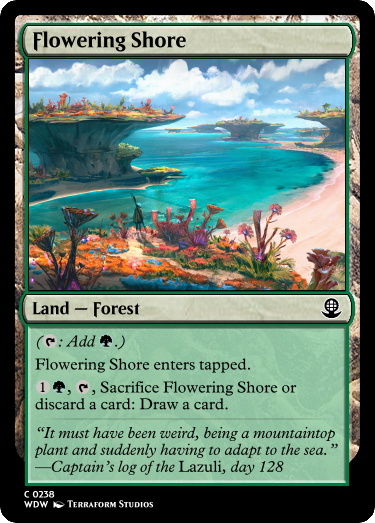 Flowering Shore
Land — Forest
(: Add .)
Flowering Shore enters tapped.
1, , Sacrifice Flowering Shore or
discard a card: Draw a card.
“It must have been weird, being a mountaintop
plant and suddenly having to adapt to the sea.”
—Captain’s log of the Lazuli, day 128
C 0238
WDW Terraform Studios